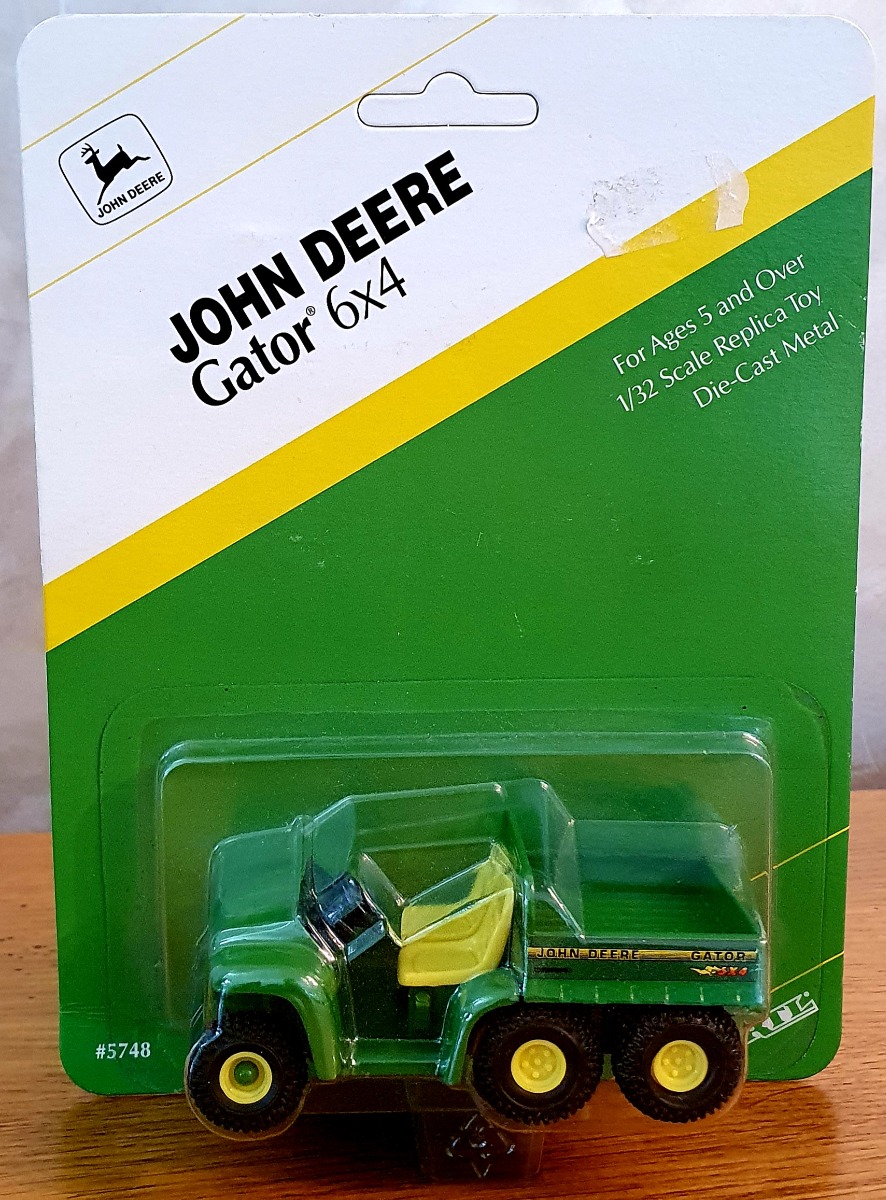 JOHN DEERE
JOHN DEERE
Gator® 6x4
For Ages 5 and Over
1/32 Scale Replica Toy
Die-Cast Metal
JOHN DEERE GATOR
6X4
#5748